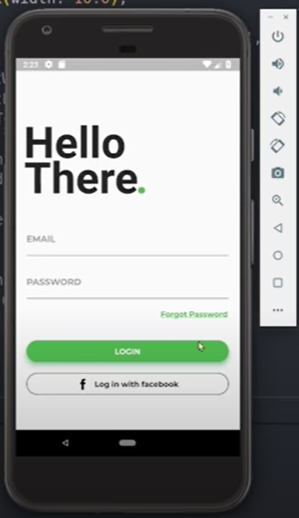 2:23
Hello
There.
EMAIL
PASSWORD
Forgot Password
LOGIN
f Log in with facebook